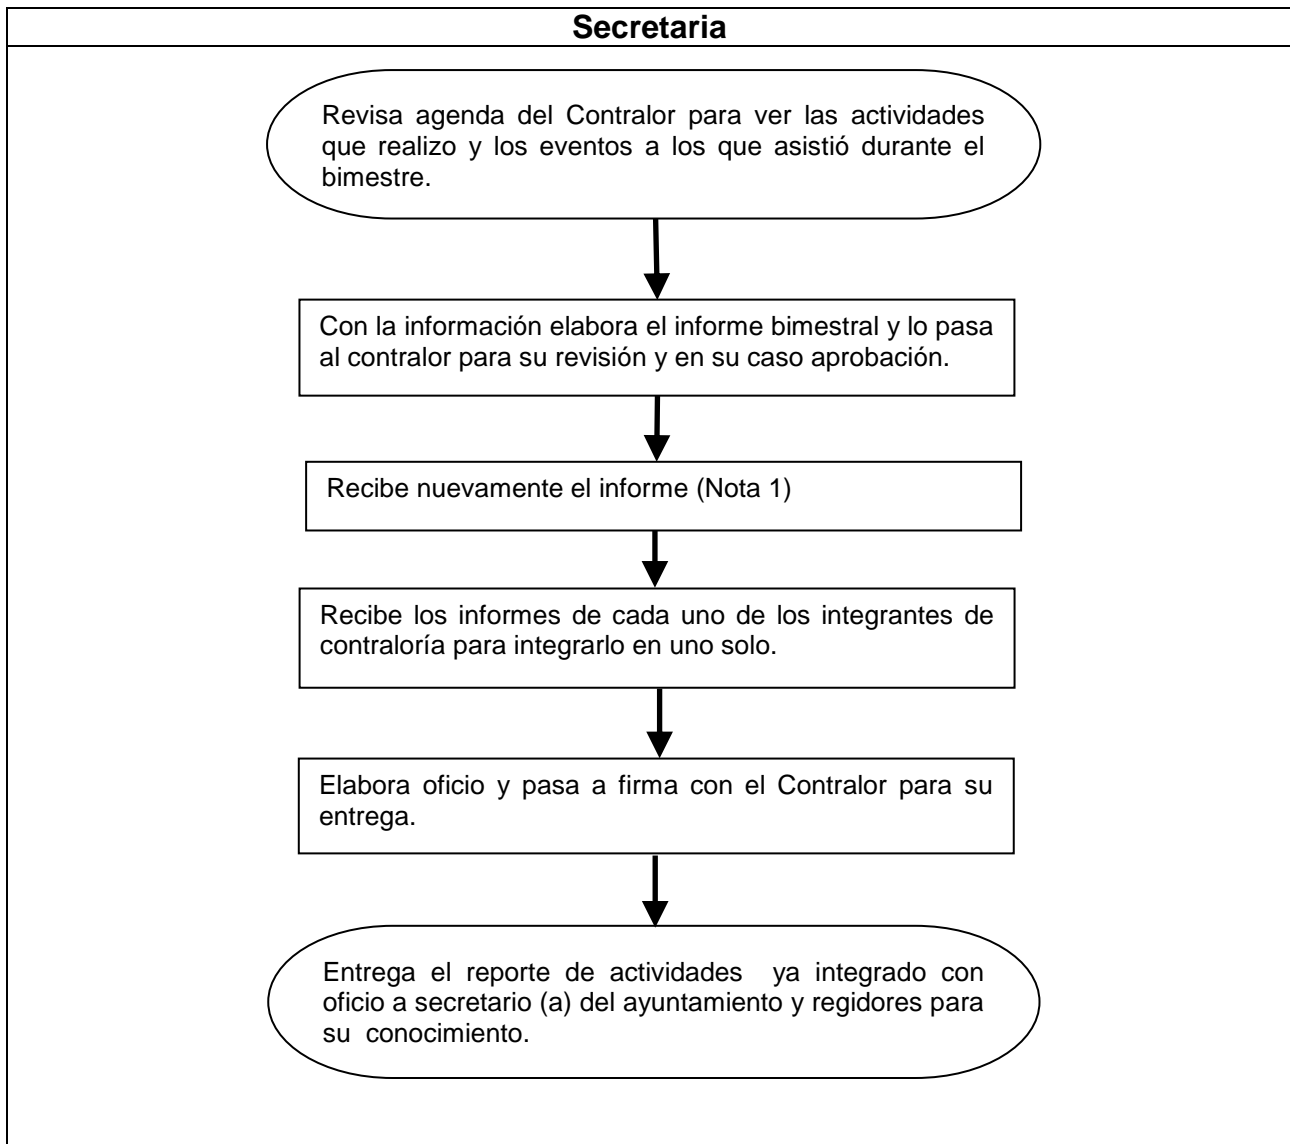 Secretaria
Revisa agenda del Contralor para ver las actividades
que realizo y los eventos a los que asistió durante el
bimestre.
Con la información elabora el informe bimestral y lo pasa
al contralor para su revisión y en su caso aprobación.
Recibe nuevamente el informe (Nota 1)
Recibe los informes de cada uno de los integrantes de
contraloría para integrarlo en uno solo.
Elabora oficio y pasa a firma con el Contralor para su
entrega.
Entrega el reporte de actividades ya integrado con
oficio a secretario (a) del ayuntamiento y regidores para
su conocimiento.